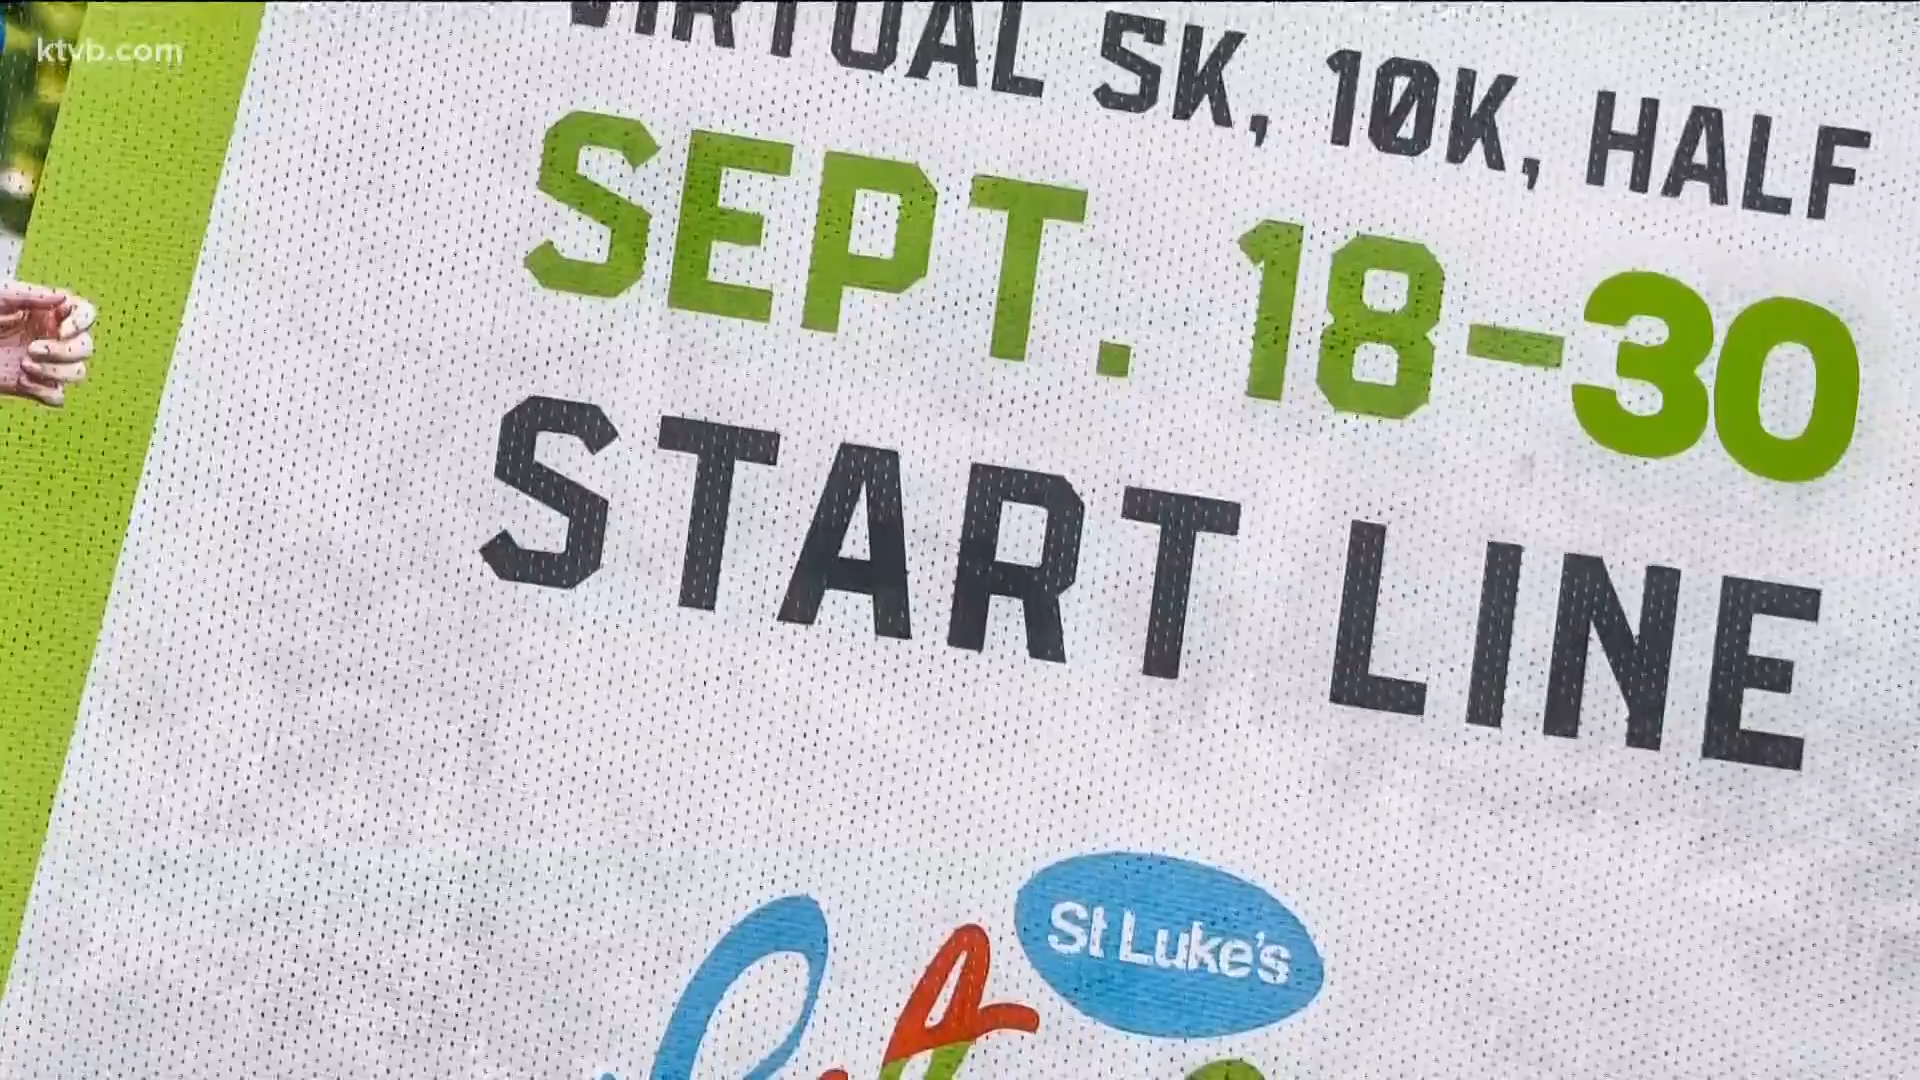 ktvb.com
VIRTUAL 5K, 10K, HALF
SEPT. 18-30
START LINE
St Luke's